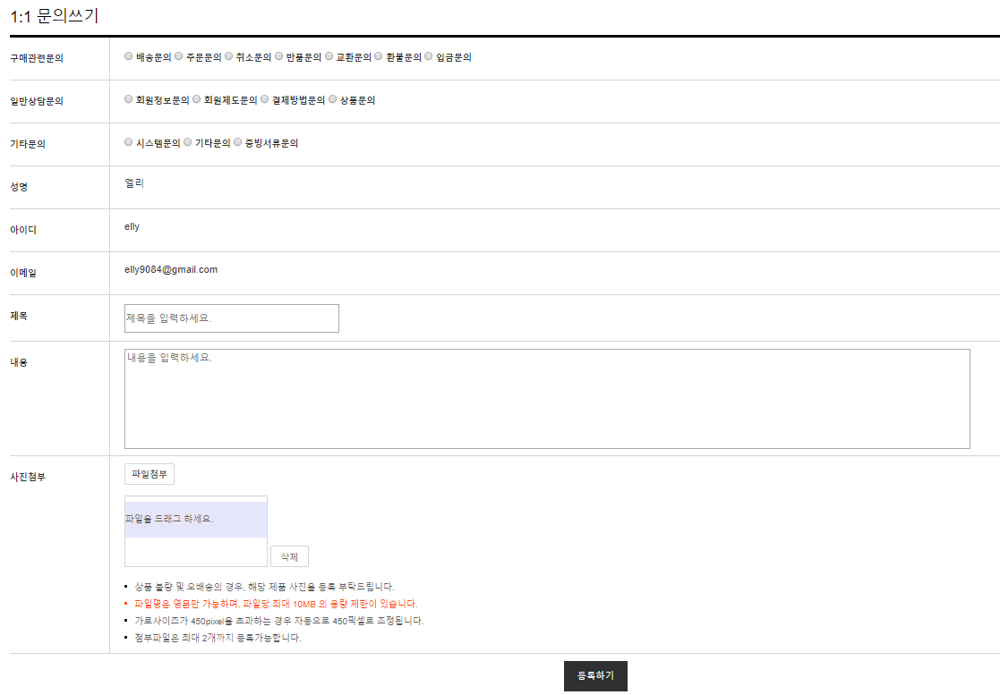 1:1 문의쓰기
구매관련문의 배송문의 주문문의 취소문의 반품문의 교환문의 환불문의 입금문의
일반상담문의 회원정보문의 회원제도문의 결제방법문의 상품문의
기타문의 시스템문의 기타문의 증빙서류문의
성명 엘리
아이디 elly
이메일 elly9084@gmail.com
제목 제목을 입력하세요.
내용 내용을 입력하세요.
사진첨부 파일첨부
파일을 드래그 하세요.
삭제
상품 불량 및 오배송의 경우, 해당 제품 사진을 등록 부탁드립니다.
파일명은 영문만 가능하며, 파일당 최대 10MB 의 용량 제한이 있습니다.
가로사이즈가 450pixel을 초과하는 경우 자동으로 450픽셀로 조정됩니다.
첨부파일은 최대 2개까지 등록가능합니다.
등록하기